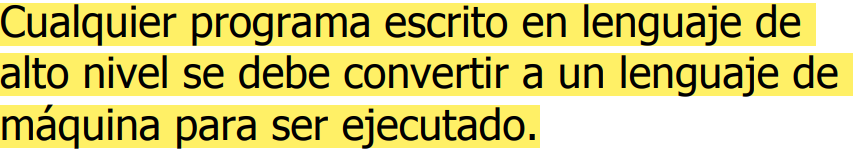 Cualquier programa escrito en lenguaje de
alto nivel se debe convertir a un lenguaje de
máquina para ser ejecutado.